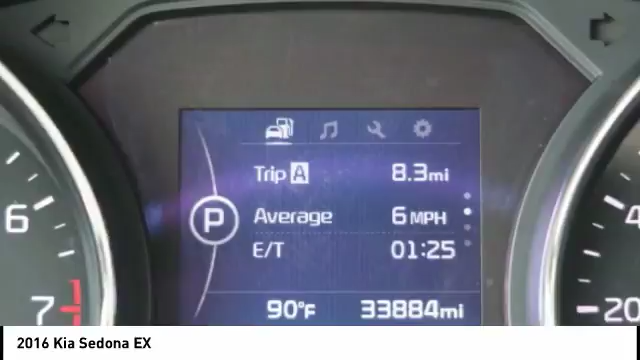 Trip A 8.3mi
Average 6 MPH
E/T 01:25
P
90°F 33884mi
6
7
4
20
2016 Kia Sedona EX